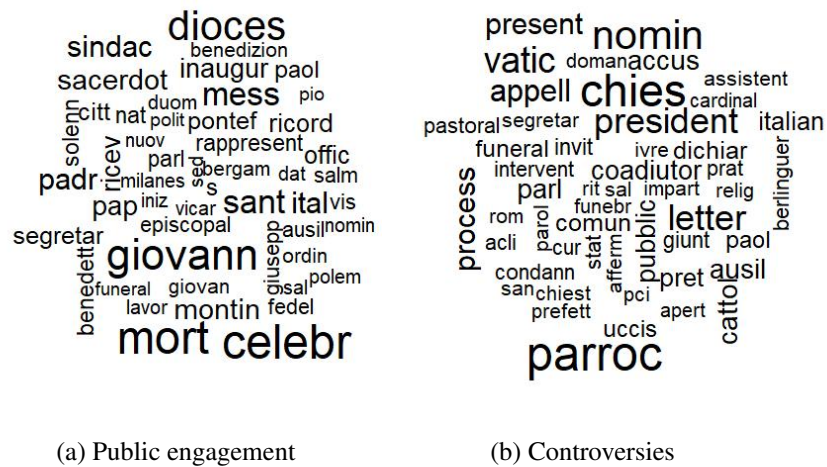 dioces
sindac benedizion
inaugur paol
sacerdot
mess pio
solenn citt nat duom polit pontef ricord
nuov rappresent
ricev parl sed bergam offic
padr milanes s dat salm
pap iniz vicar sant ital vis
episcopal ausil nomin
segretar giovann giusepp ordin
benedett funeral giovan sal polem
lavor montin fedel
mort celebr
(a) Public engagement
present nomin
vatic doman accus
appell chies assistent
cardinal
pastoral segretar president italian
funeral invit ivre dichiar
intervent coadiutor prat
process parl rit sal impart relig berlinguer
rom parol funebr comun pubblic letter
acli cur stat afferm giunt paol
condann pret ausil
san chiest pci cattol
prefett apert
uccis
parroc
(b) Controversies